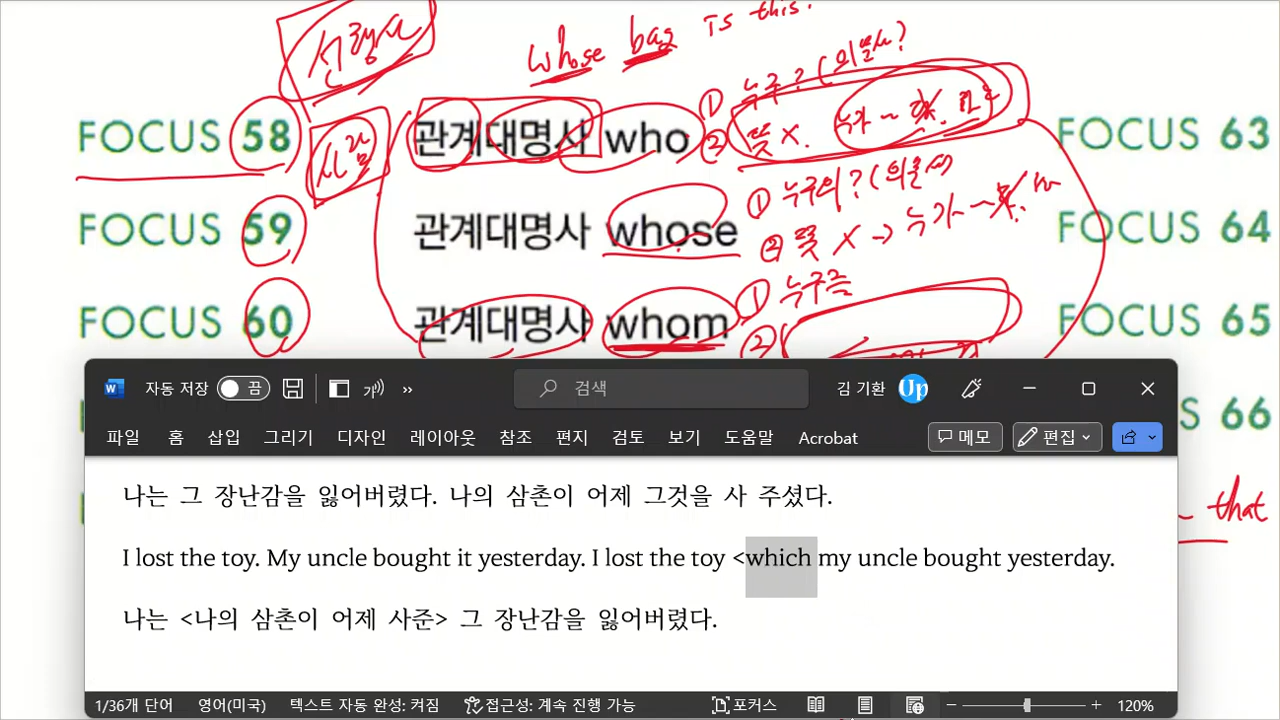 whose bag is this?
선행사
FOCUS 58 관계대명사 who FOCUS 63
사람
① 누구? (의문사?
② 뜻 X.
FOCUS 59 관계대명사 whose FOCUS 64
① 누구의? (의문사
② 뜻 X → 누가~
FOCUS 60 관계대명사 whom FOCUS 65
① 누구를
②
66
that
자동 저장 끔 가 » 검색 김 기환 Up
파일 홈 삽입 그리기 디자인 레이아웃 참조 편지 검토 보기 도움말 Acrobat 메모 편집
나는 그 장난감을 잃어버렸다. 나의 삼촌이 어제 그것을 사 주셨다.
I lost the toy. My uncle bought it yesterday. I lost the toy <which my uncle bought yesterday.
나는 <나의 삼촌이 어제 사준> 그 장난감을 잃어버렸다.
1/36개 단어 영어(미국) 텍스트 자동 완성: 켜짐 접근성: 계속 진행 가능 포커스 120%